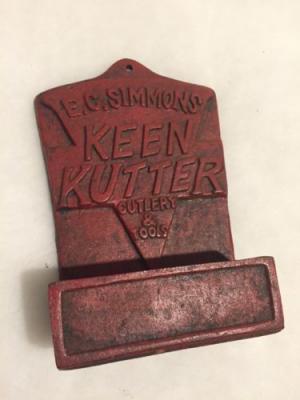 E.C. SIMMONS
KEEN
KUTTER
CUTLERY
&
TOOLS